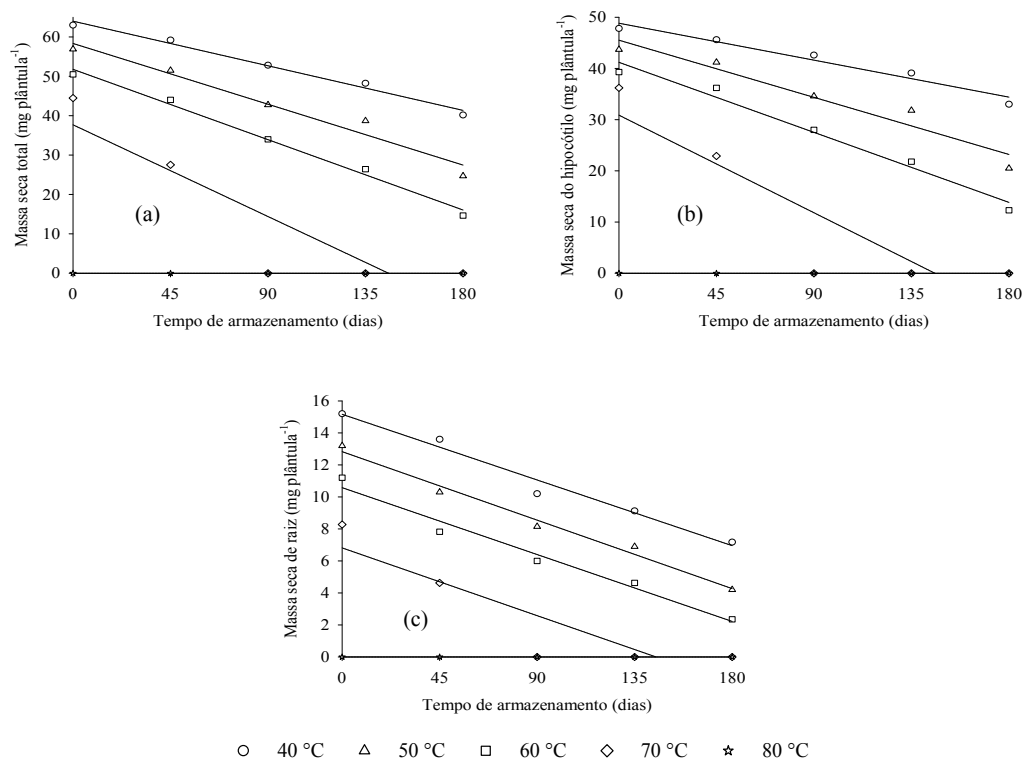 Massa seca total (mg plântula⁻¹)
60
50
40
30
20
10
0
(a)
0 45 90 135 180
Tempo de armazenamento (dias)
Massa seca do hipocótilo (mg plântula⁻¹)
50
40
30
20
10
0
(b)
0 45 90 135 180
Tempo de armazenamento (dias)
Massa seca de raiz (mg plântula⁻¹)
16
14
12
10
8
6
4
2
0
(c)
0 45 90 135 180
Tempo de armazenamento (dias)
40 °C 50 °C 60 °C 70 °C 80 °C